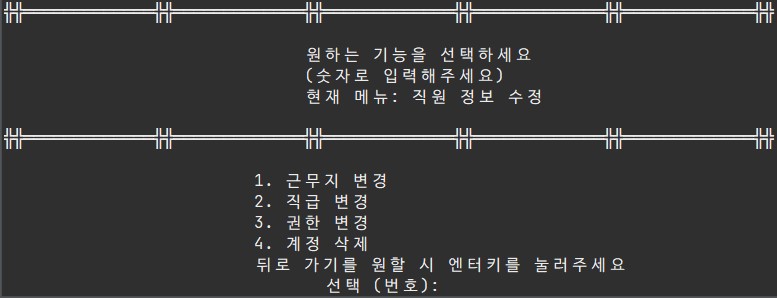 원하는 기능을 선택하세요
(숫자로 입력해주세요)
현재 메뉴: 직원 정보 수정
1. 근무지 변경
2. 직급 변경
3. 권한 변경
4. 계정 삭제
뒤로 가기를 원할 시 엔터키를 눌러주세요
선택 (번호):